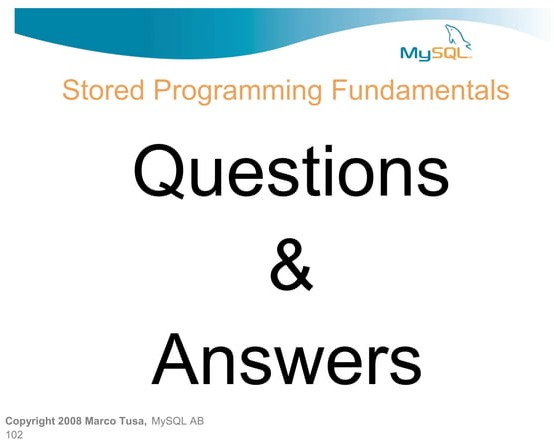 MySQL
Stored Programming Fundamentals
Questions
&
Answers
Copyright 2008 Marco Tusa, MySQL AB
102